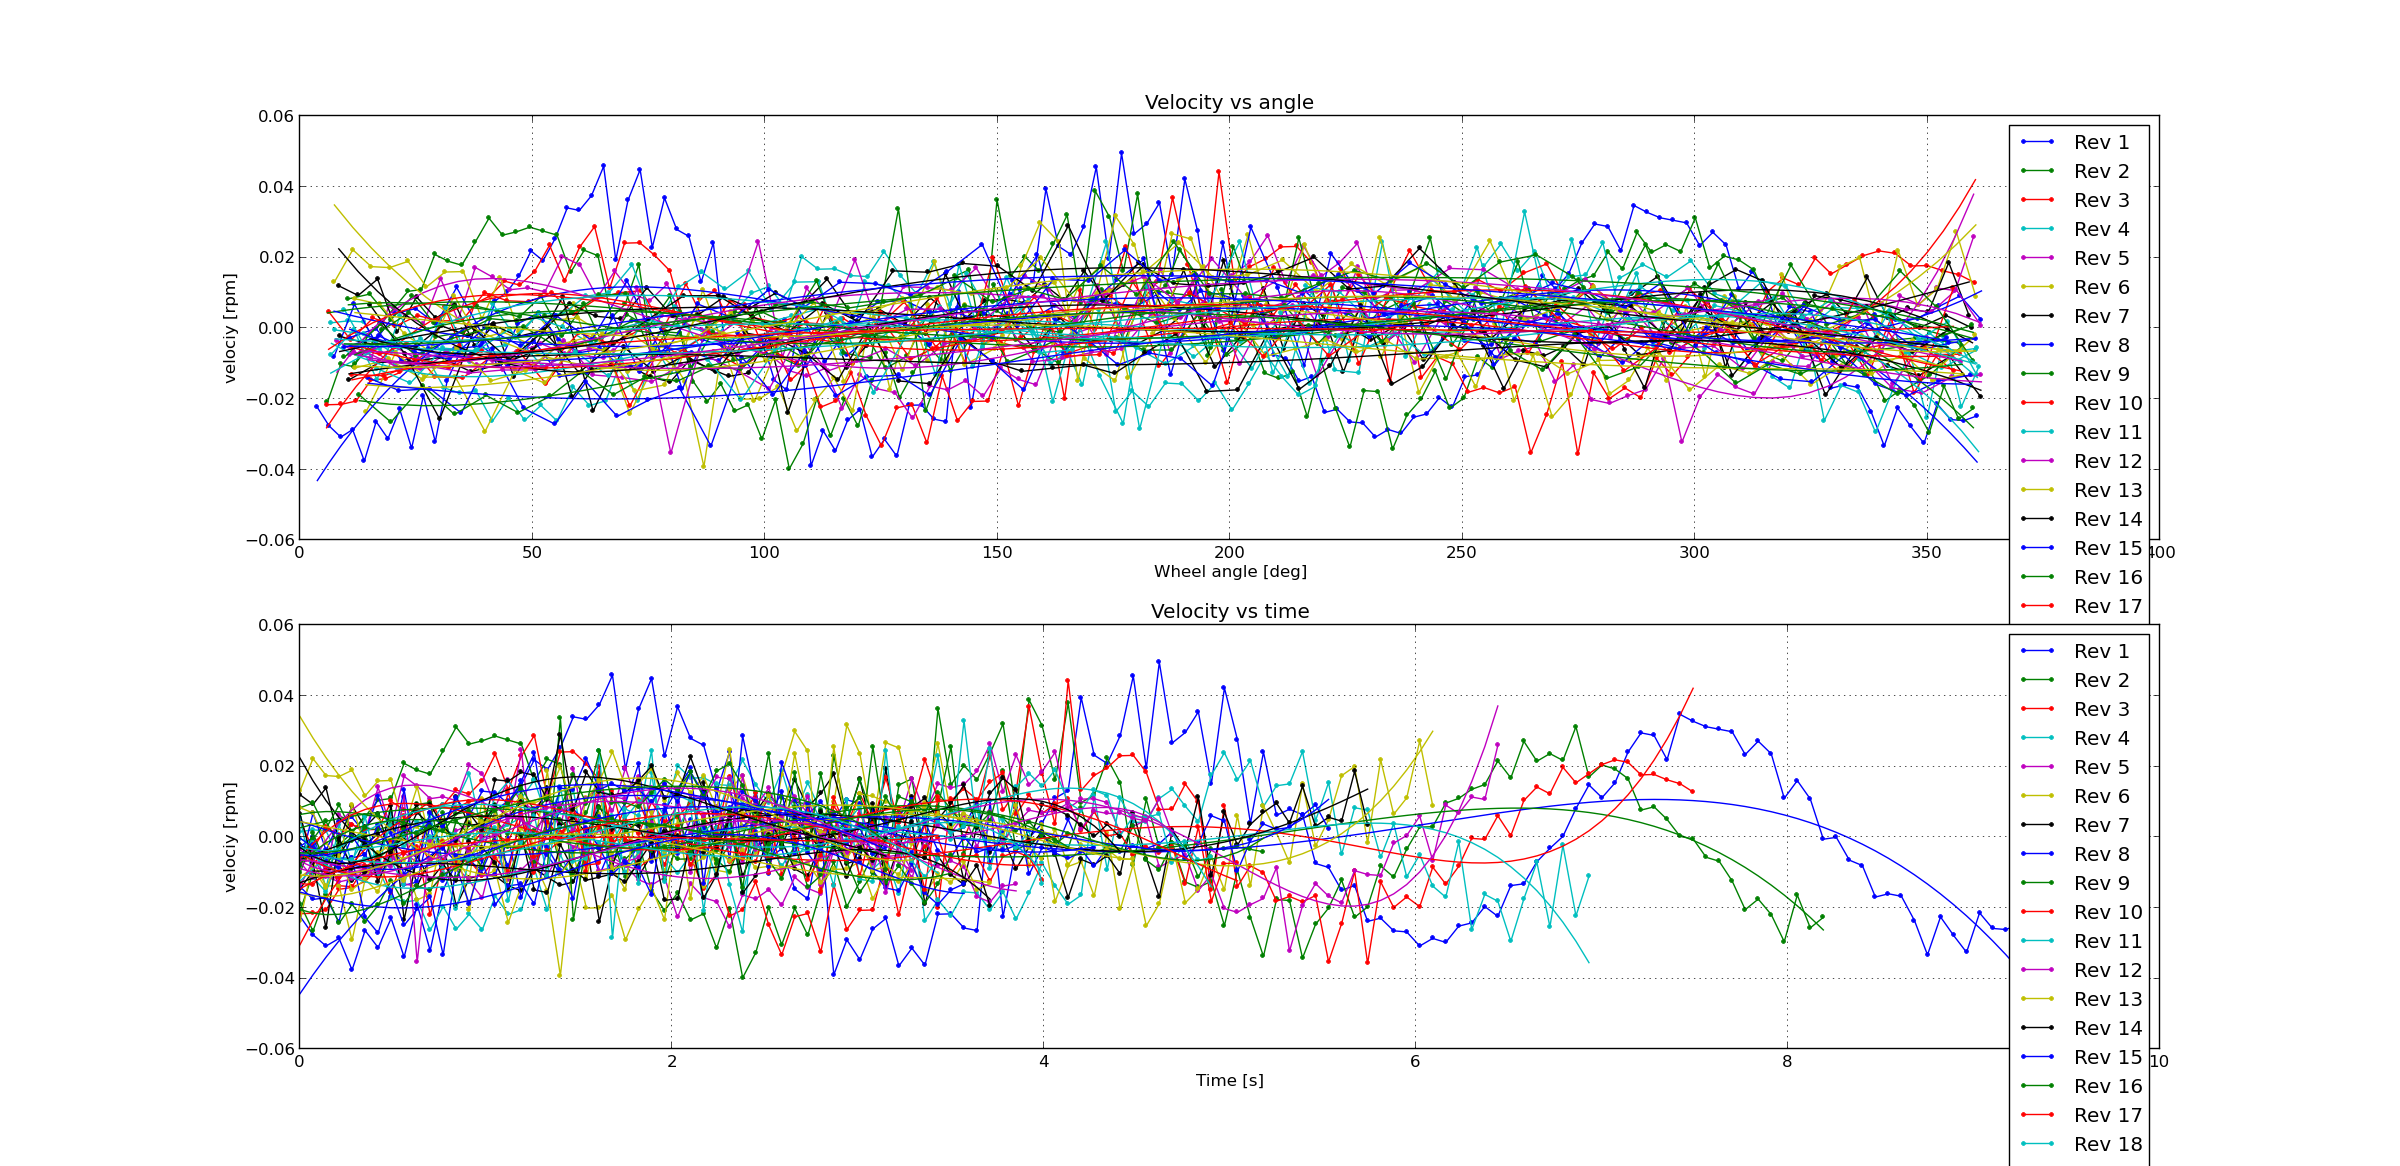 Velocity vs angle
0.06
0.04
0.02
0.00
−0.02
−0.04
−0.06
velociy [rpm]
0
50
100
150
200
250
300
350
400
Wheel angle [deg]
Rev 1
Rev 2
Rev 3
Rev 4
Rev 5
Rev 6
Rev 7
Rev 8
Rev 9
Rev 10
Rev 11
Rev 12
Rev 13
Rev 14
Rev 15
Rev 16
Rev 17
Velocity vs time
0.06
0.04
0.02
0.00
−0.02
−0.04
−0.06
velociy [rpm]
0
2
4
6
8
10
Time [s]
Rev 1
Rev 2
Rev 3
Rev 4
Rev 5
Rev 6
Rev 7
Rev 8
Rev 9
Rev 10
Rev 11
Rev 12
Rev 13
Rev 14
Rev 15
Rev 16
Rev 17
Rev 18